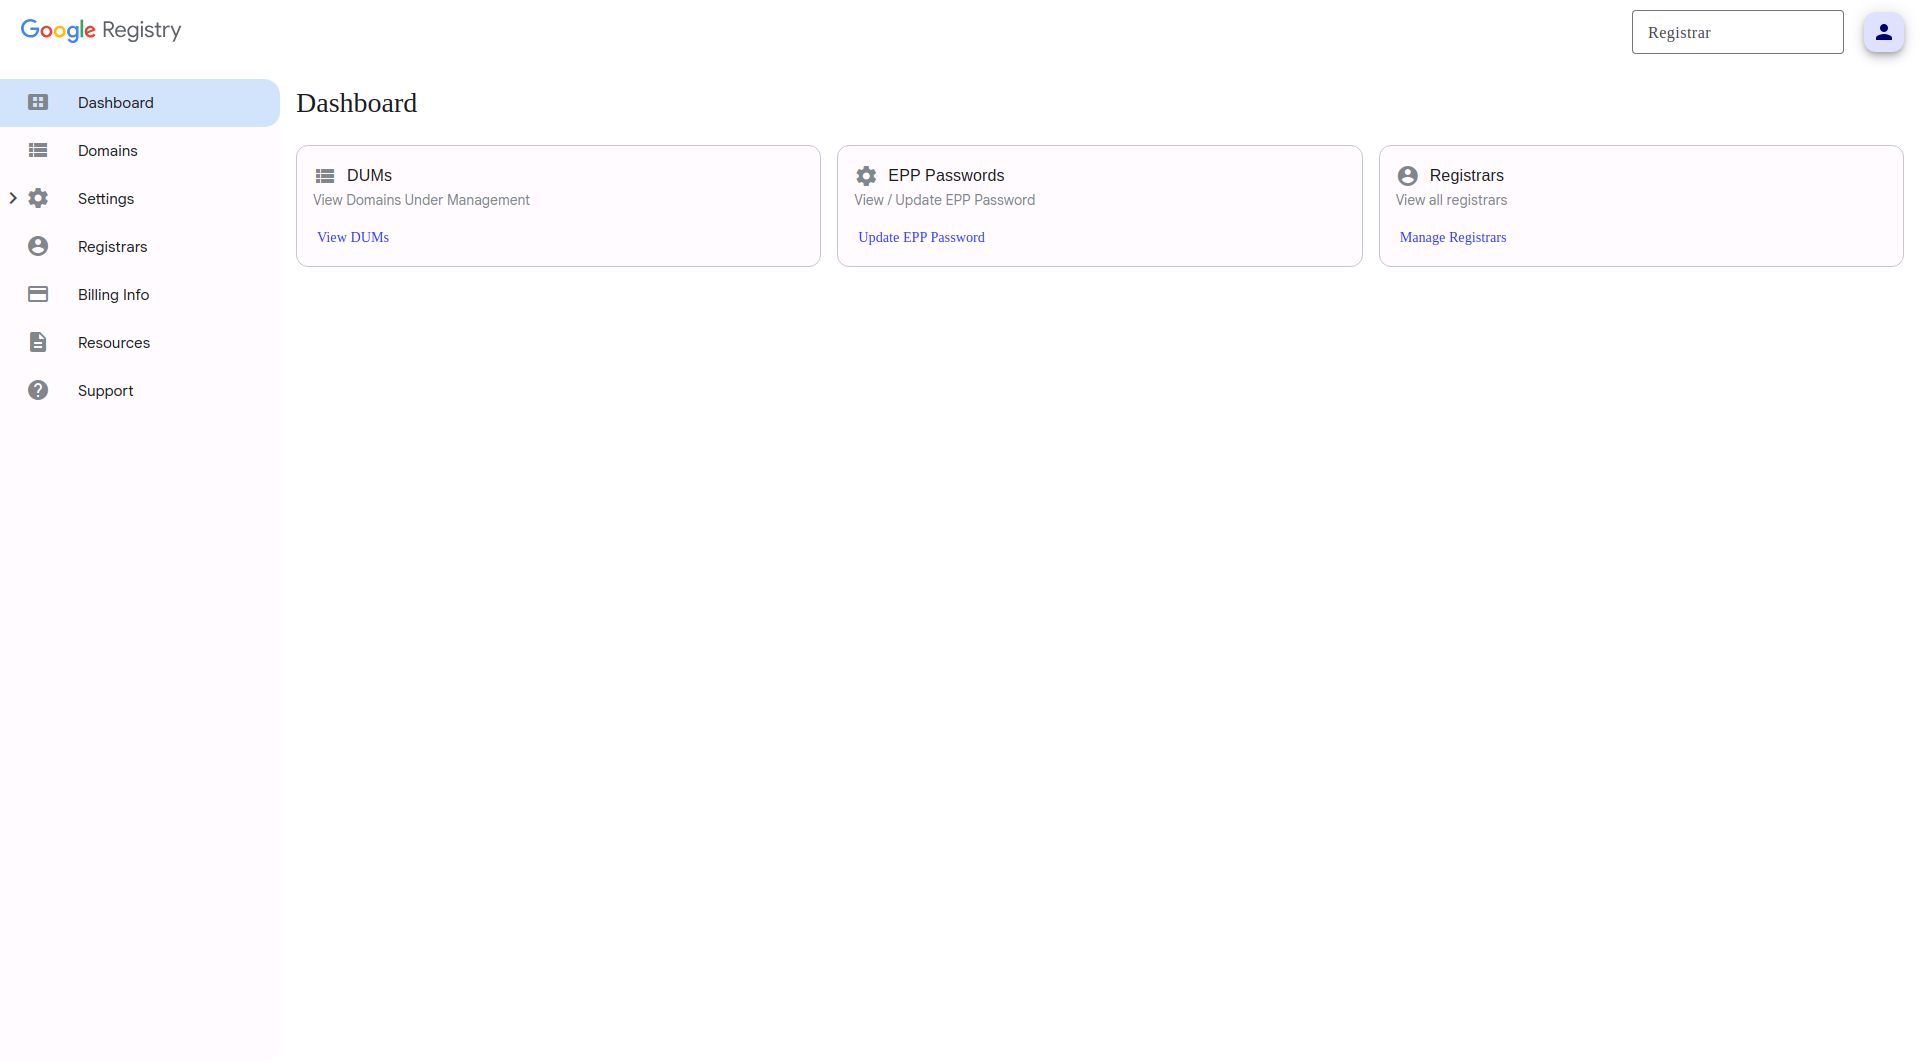 Google Registry
Registrar
Dashboard
Domains
Settings
Registrars
Billing Info
Resources
Support
Dashboard
DUMs
View Domains Under Management
View DUMs
EPP Passwords
View / Update EPP Password
Update EPP Password
Registrars
View all registrars
Manage Registrars